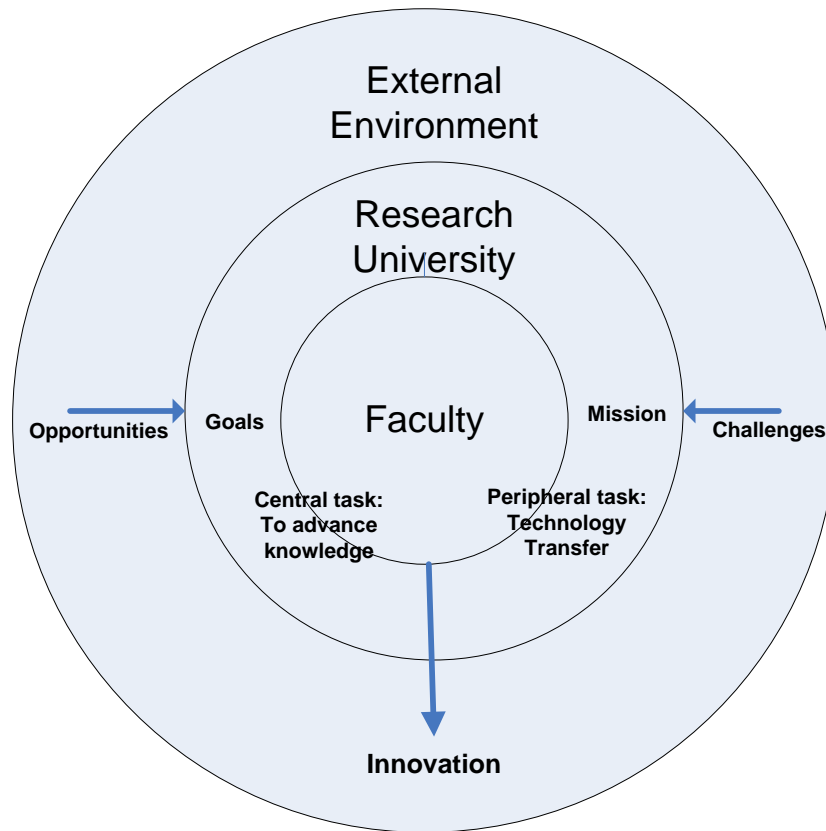 External
Environment
Research
University
Opportunities
Goals
Faculty
Mission
Challenges
Central task:
To advance
knowledge
Peripheral task:
Technology
Transfer
Innovation